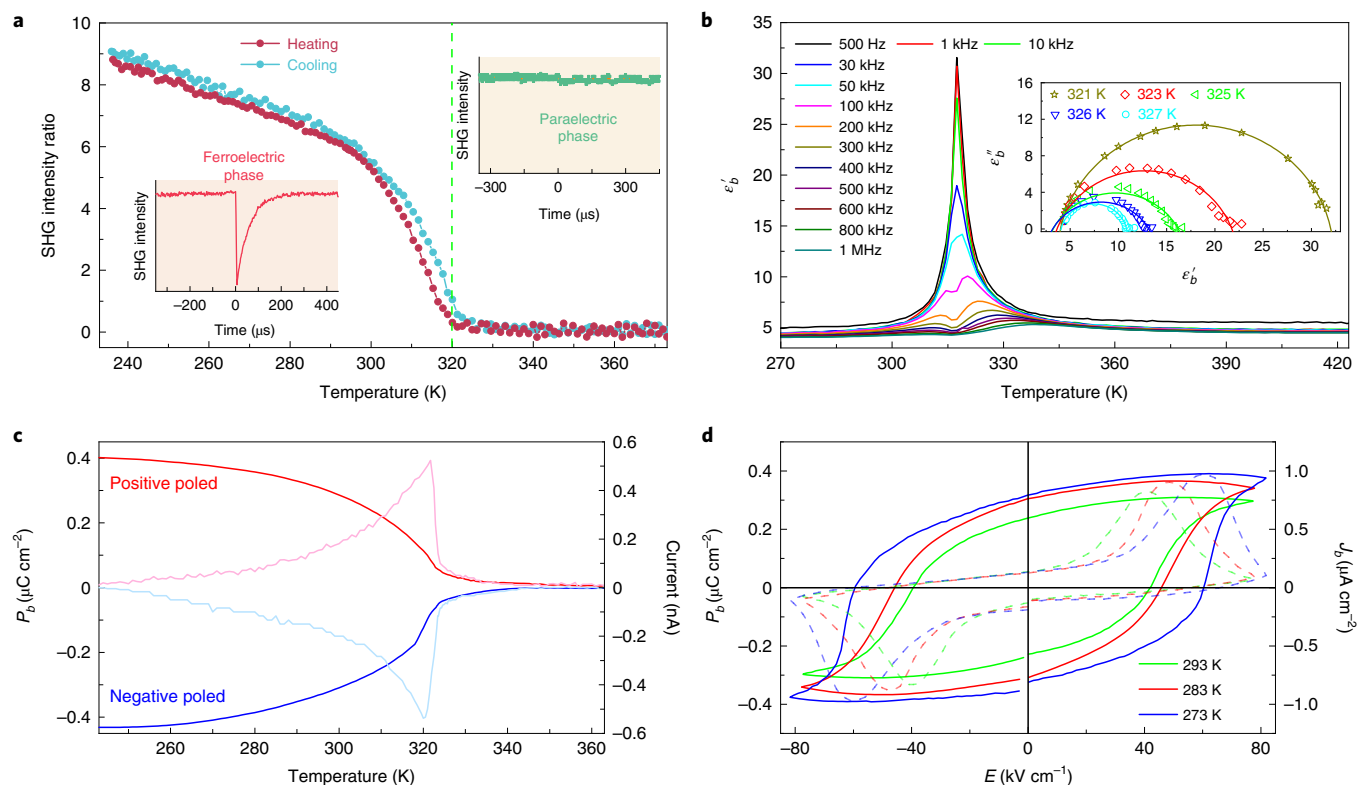 a
SHG intensity ratio
10
8
6
4
2
0
Heating
Cooling
Ferroelectric
phase
SHG intensity
−200
0
200
400
Time (μs)
SHG intensity
Paraelectric
phase
−300
0
300
Time (μs)
240
260
280
300
320
340
360
Temperature (K)
b
ε′b
35
30
25
20
15
10
5
500 Hz
1 kHz
10 kHz
30 kHz
50 kHz
100 kHz
200 kHz
300 kHz
400 kHz
500 kHz
600 kHz
800 kHz
1 MHz
321 K
323 K
325 K
326 K
327 K
ε″b
12
8
4
0
5
10
15
20
25
30
ε′b
270
300
330
360
390
420
Temperature (K)
c
Pb (μC cm−2)
0.4
0.2
0
−0.2
−0.4
Positive poled
Negative poled
0.6
0.4
0.2
0
−0.2
−0.4
−0.6
Current (nA)
260
280
300
320
340
360
Temperature (K)
d
Pb (μC cm−2)
0.4
0.2
0
−0.2
−0.4
1.0
0.5
0
−0.5
−1.0
Jb (μA cm−2)
293 K
283 K
273 K
−80
−40
0
40
80
E (kV cm−1)